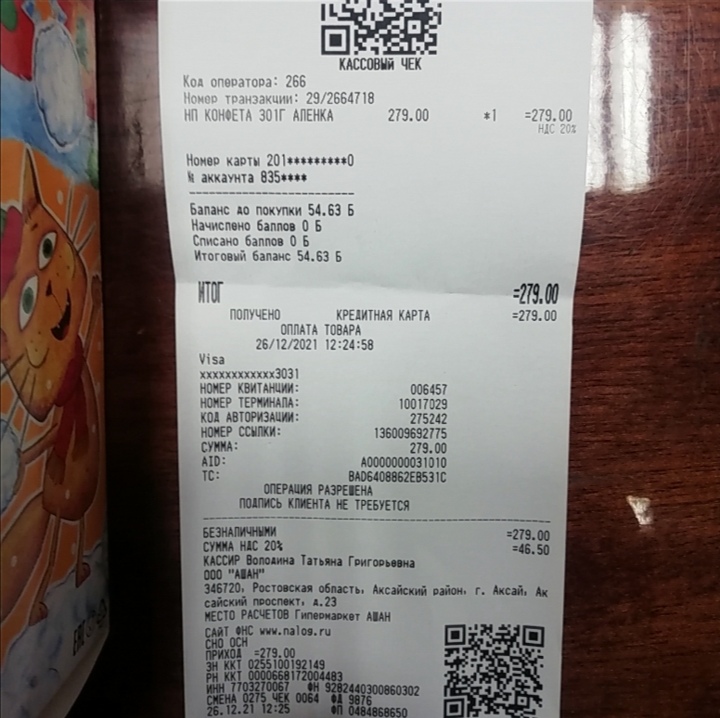 КАССОВЫЙ ЧЕК
Код оператора: 266
Номер транзакции: 29/2664718
НП КОНФЕТА 301Г АЛЕНКА 279.00 *1 =279.00
НДС 20%
Номер карты 201*********0
№ аккаунта 835****
Баланс до покупки 54.63 Б
Начислено баллов 0 Б
Списано баллов 0 Б
Итоговый баланс 54.63 Б
ИТОГ =279.00
ПОЛУЧЕНО КРЕДИТНАЯ КАРТА =279.00
ОПЛАТА ТОВАРА
26/12/2021 12:24:58
Visa
xxxxxxxxxxxx3031
НОМЕР КВИТАНЦИИ: 006457
НОМЕР ТЕРМИНАЛА: 10017029
КОД АВТОРИЗАЦИИ: 275242
НОМЕР ССЫЛКИ: 136009692775
СУММА: 279.00
AID: A0000000031010
TC: BAD6408862EB531C
ОПЕРАЦИЯ РАЗРЕШЕНА
ПОДПИСЬ КЛИЕНТА НЕ ТРЕБУЕТСЯ
БЕЗНАЛИЧНЫМИ =279.00
СУММА НДС 20% =46.50
КАССИР Володина Татьяна Григорьевна
ООО "АШАН"
346720, Ростовская область, Аксайский район, г. Аксай, Ак
сайский проспект, д.23
МЕСТО РАСЧЕТОВ Гипермаркет АШАН
САЙТ ФНС www.nalog.ru
СНО ОСН
ПРИХОД =279.00
ЗН ККТ 0255100192149
РН ККТ 0000668172004483
ИНН 7703270067 ФН 9282440300860302
СМЕНА 0275 ЧЕК 0064 ФД 9876
26.12.21 12:25 ФП 0484868650
EAC